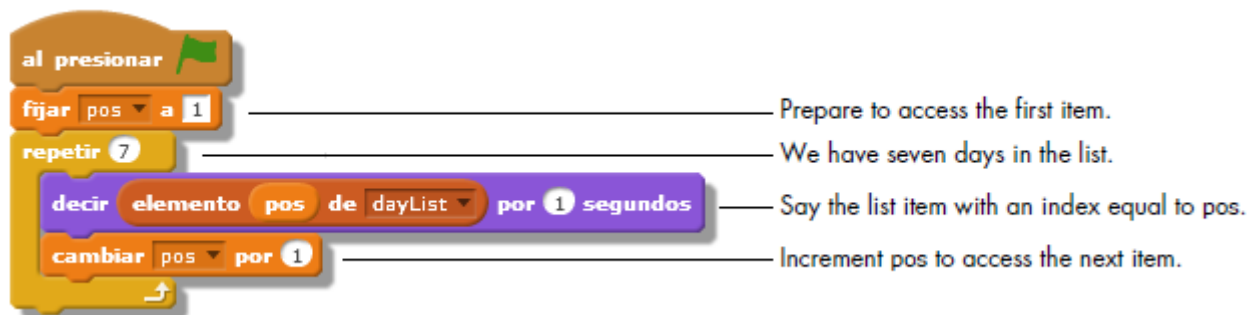 al presionar
fijar pos a 1
Prepare to access the first item.
repetir 7
We have seven days in the list.
decir elemento pos de dayList por 1 segundos
Say the list item with an index equal to pos.
cambiar pos por 1
Increment pos to access the next item.